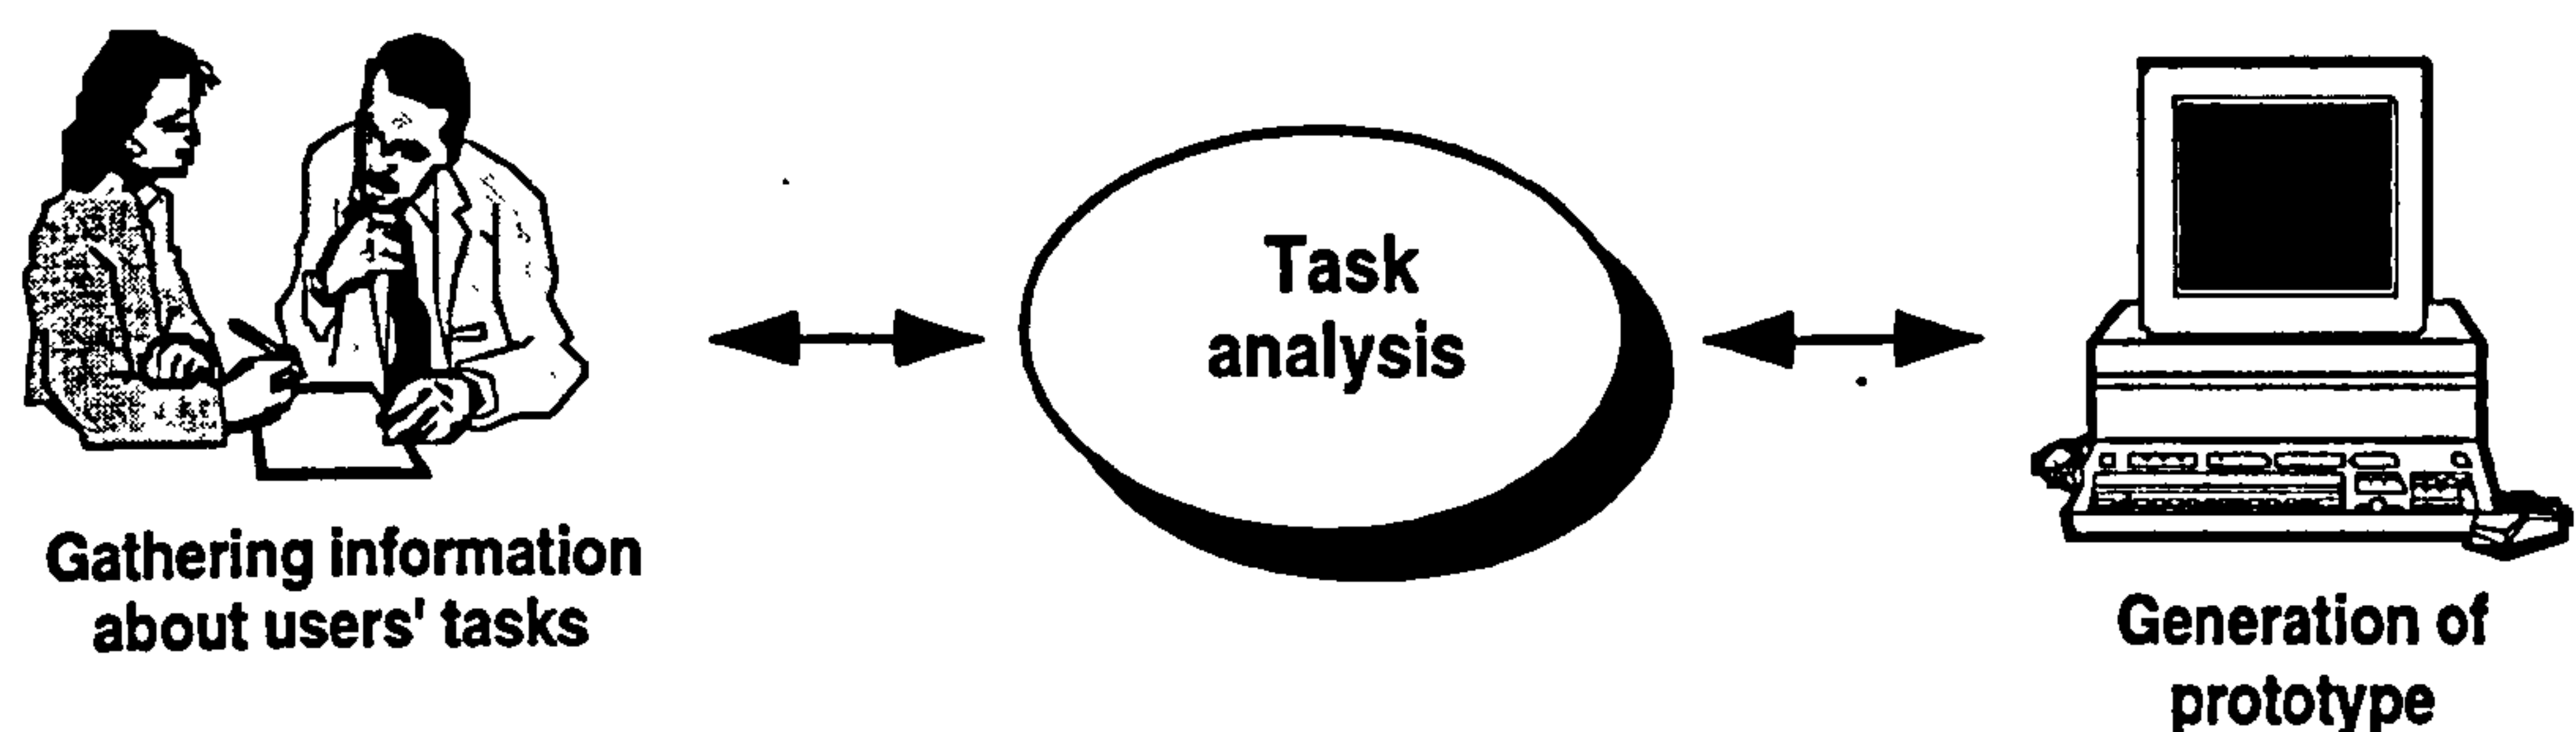 Task
analysis
Gathering information
about users' tasks
Generation of
prototype